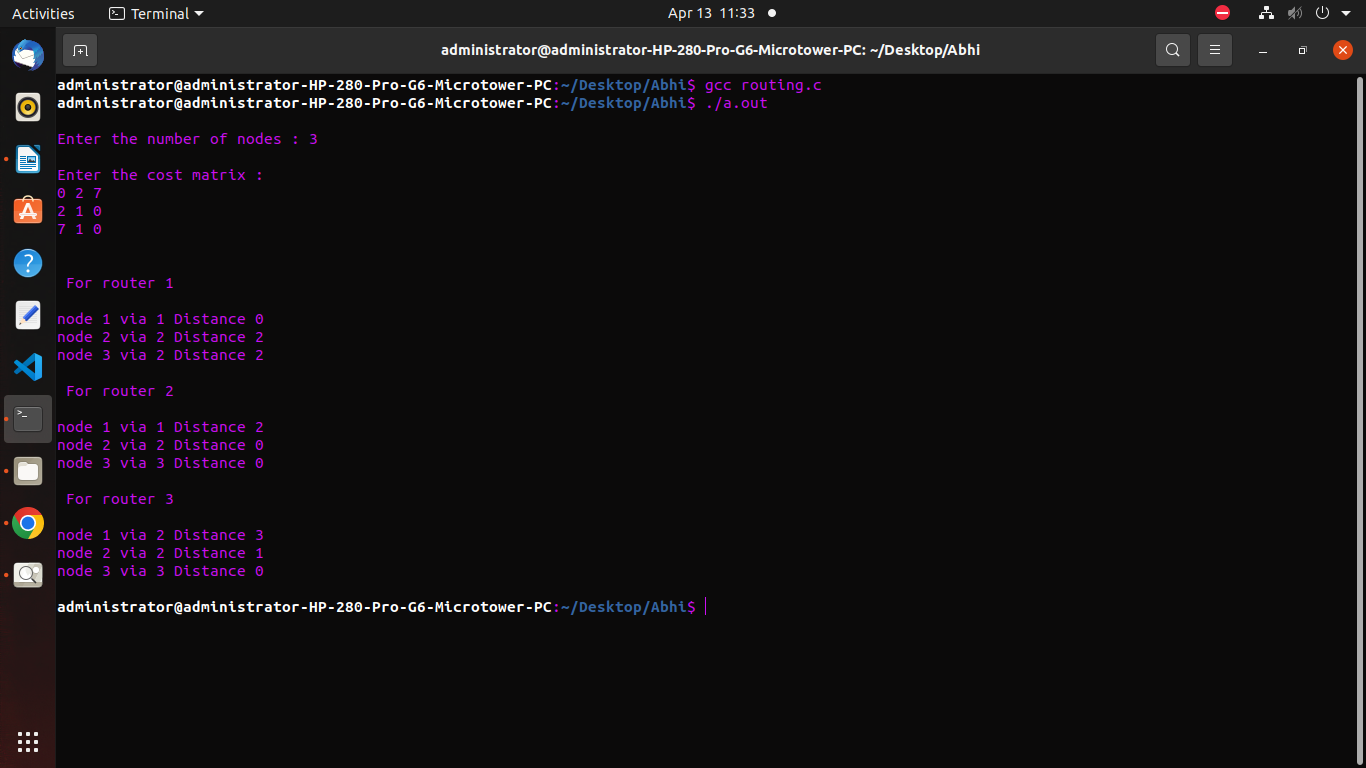 Activities Terminal Apr 13 11:33
administrator@administrator-HP-280-Pro-G6-Microtower-PC: ~/Desktop/Abhi
administrator@administrator-HP-280-Pro-G6-Microtower-PC:~/Desktop/Abhi$ gcc routing.c
administrator@administrator-HP-280-Pro-G6-Microtower-PC:~/Desktop/Abhi$ ./a.out
Enter the number of nodes : 3
Enter the cost matrix :
0 2 7
2 1 0
7 1 0
For router 1
node 1 via 1 Distance 0
node 2 via 2 Distance 2
node 3 via 2 Distance 2
For router 2
node 1 via 1 Distance 2
node 2 via 2 Distance 0
node 3 via 3 Distance 0
For router 3
node 1 via 2 Distance 3
node 2 via 2 Distance 1
node 3 via 3 Distance 0
administrator@administrator-HP-280-Pro-G6-Microtower-PC:~/Desktop/Abhi$